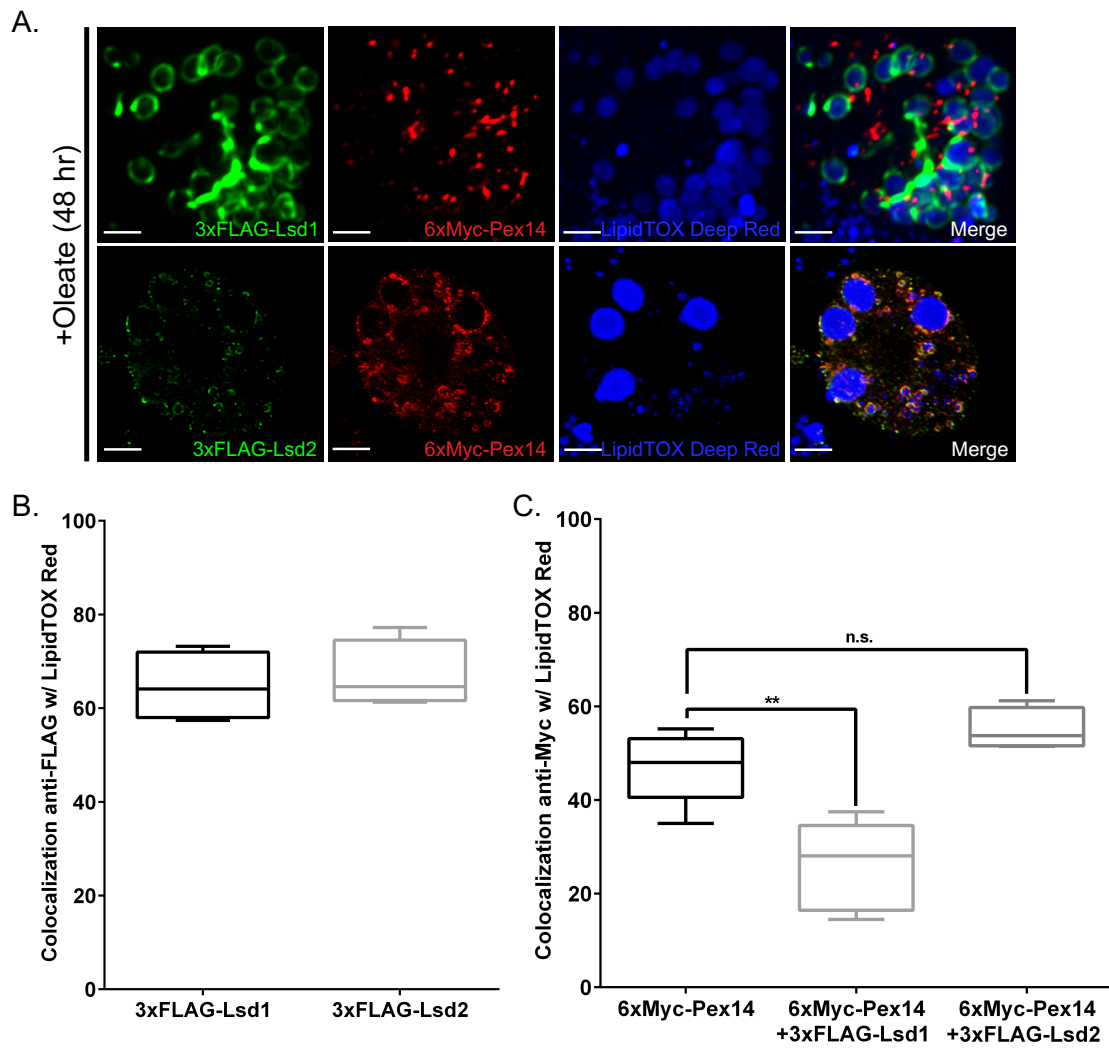 A.
+Oleate (48 hr)
3xFLAG-Lsd1
6xMyc-Pex14
LipidTOX Deep Red
Merge
3xFLAG-Lsd2
6xMyc-Pex14
LipidTOX Deep Red
Merge
B.
Colocalization anti-FLAG w/ LipidTOX Red
100
80
60
40
20
0
3xFLAG-Lsd1
3xFLAG-Lsd2
C.
Colocalization anti-Myc w/ LipidTOX Red
100
80
60
40
20
0
n.s.
**
6xMyc-Pex14
6xMyc-Pex14
+3xFLAG-Lsd1
6xMyc-Pex14
+3xFLAG-Lsd2